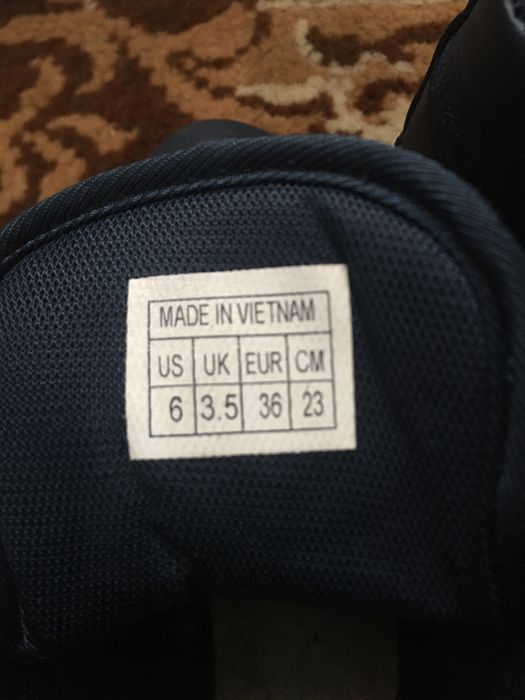 MADE IN VIETNAM
US UK EUR CM
6 3.5 36 23